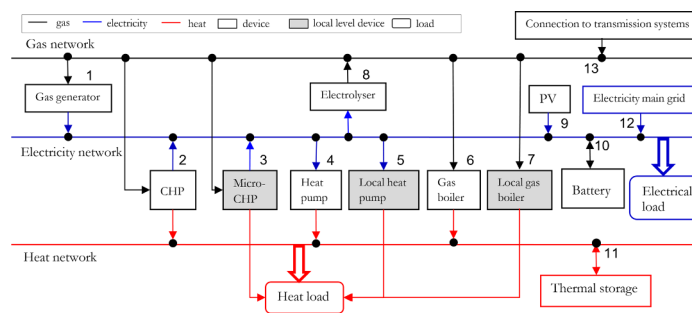 gas electricity heat device local level device load
Connection to transmission systems
Gas network
1
8
13
Gas generator
Electrolyser
PV
Electricity main grid
9
12
Electricity network
2
3
4
5
6
7
10
CHP
Micro-
CHP
Heat
pump
Local heat
pump
Gas
boiler
Local gas
boiler
Battery
Electrical
load
Heat network
11
Heat load
Thermal storage